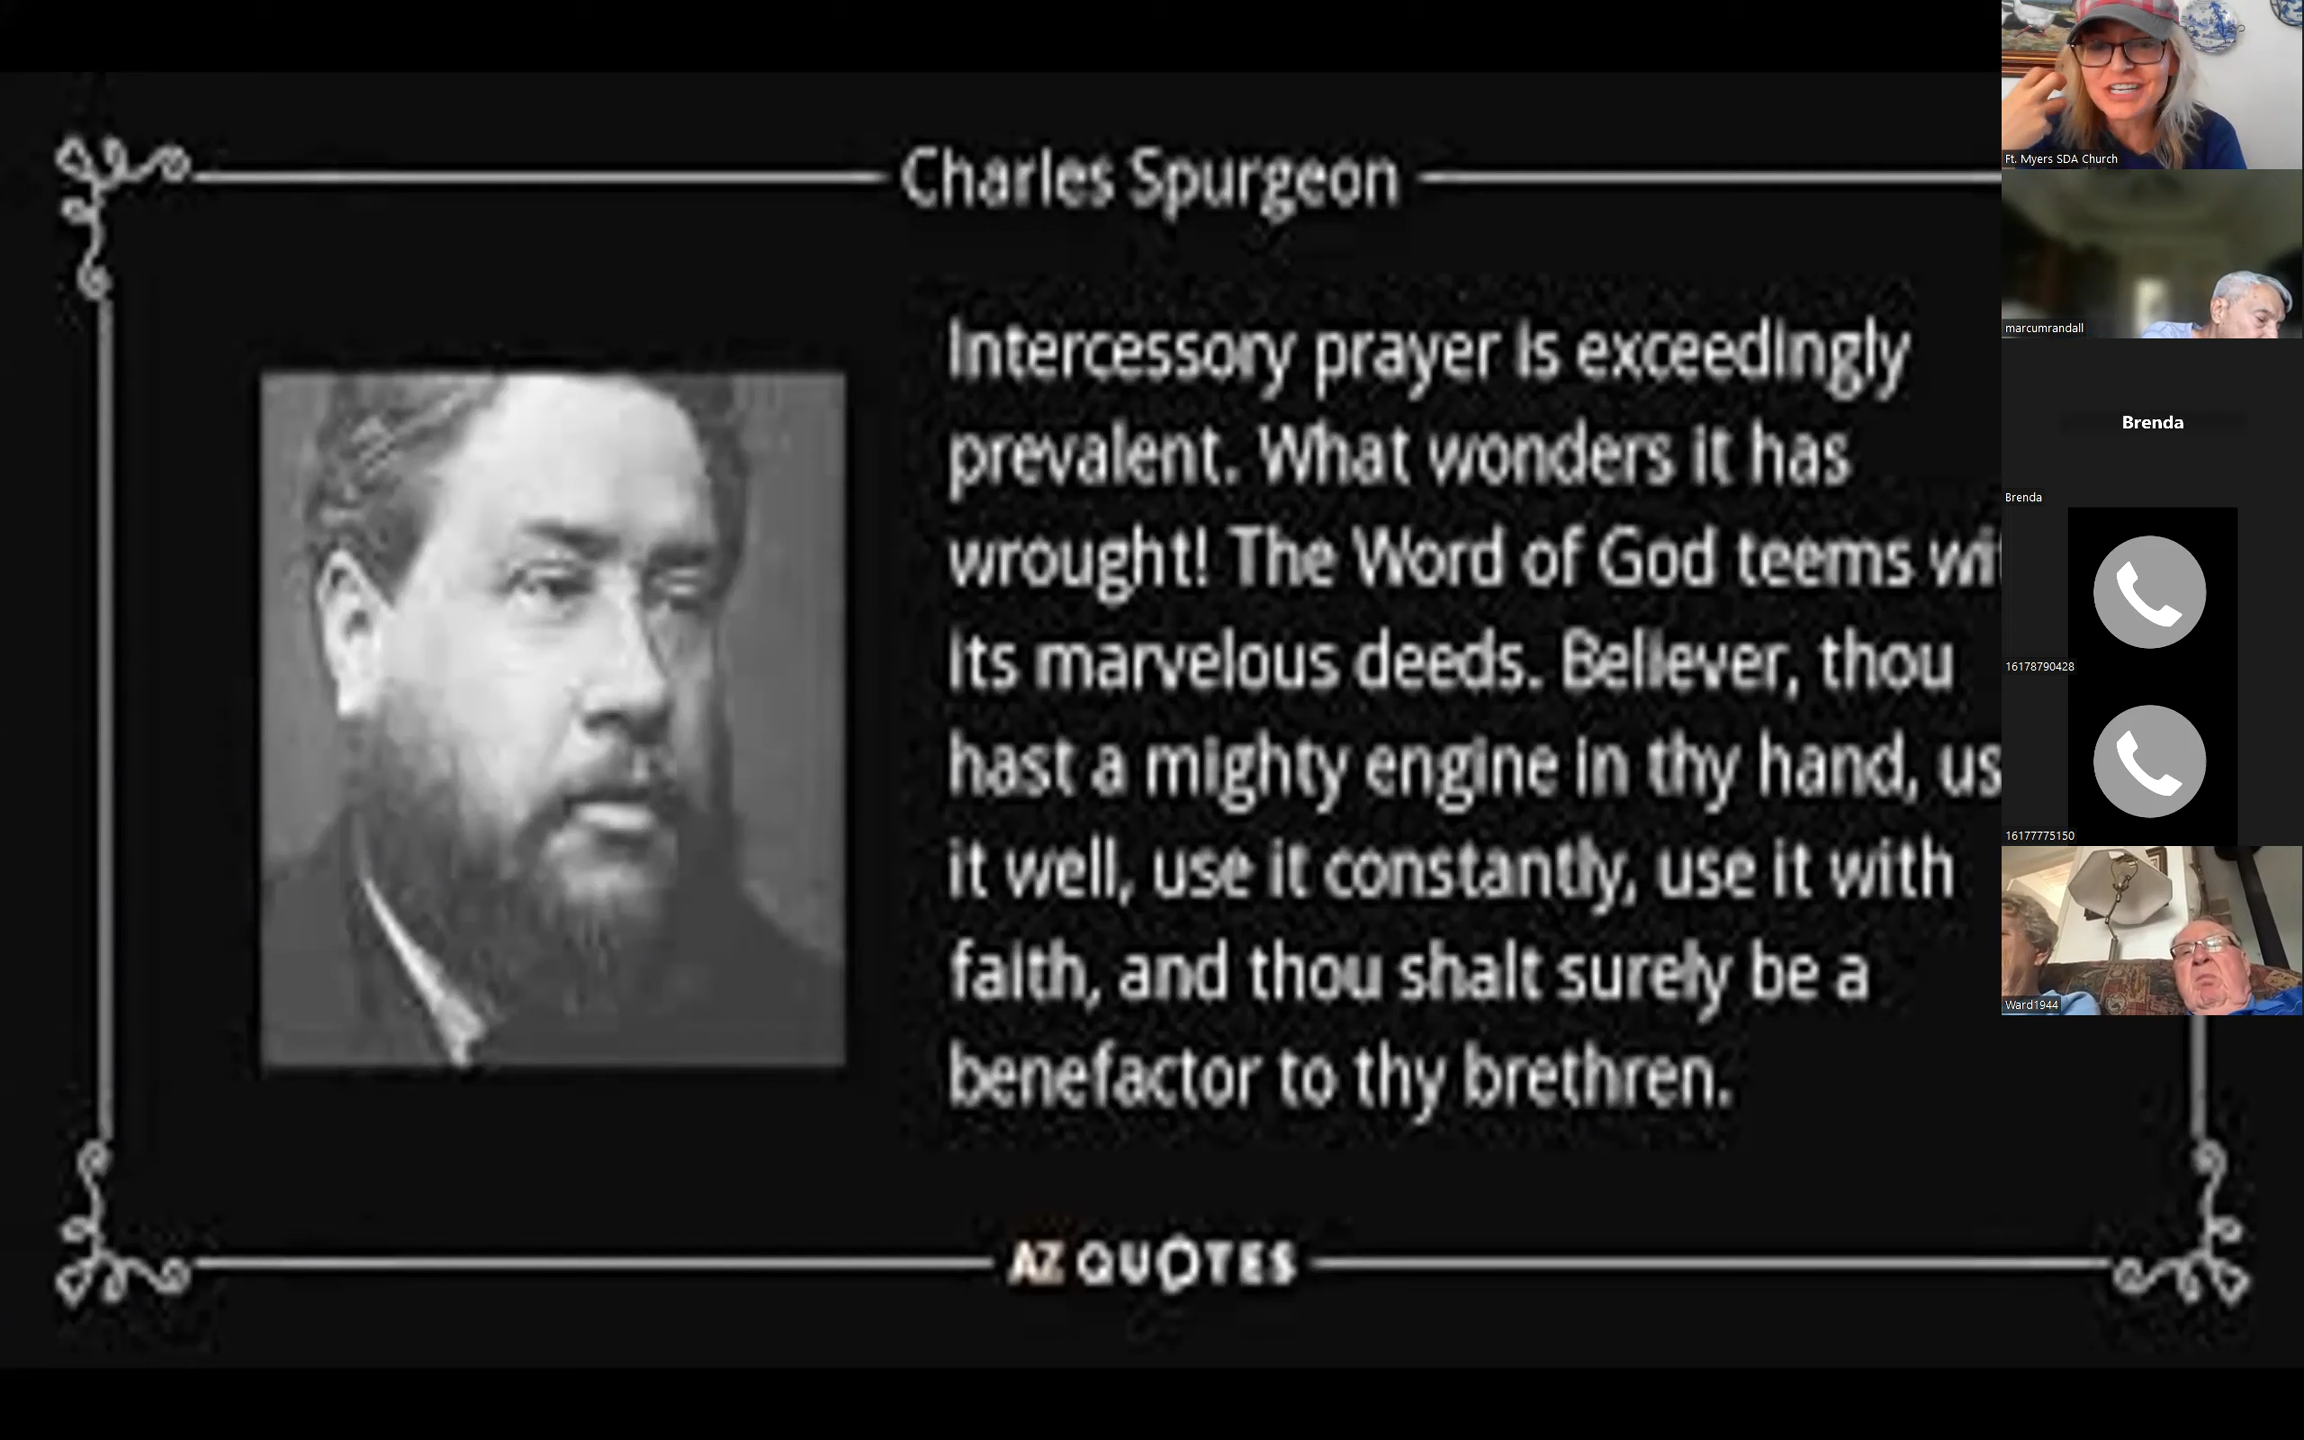 Charles Spurgeon
Intercessory prayer is exceedingly
prevalent. What wonders it has
wrought! The Word of God teems wi
its marvelous deeds. Believer, thou
hast a mighty engine in thy hand, us
it well, use it constantly, use it with
faith, and thou shalt surely be a
benefactor to thy brethren.
AZ QUOTES
Ft. Myers SDA Church
marcumrandall
Brenda
Brenda
16178790428
16177775150
Ward1944